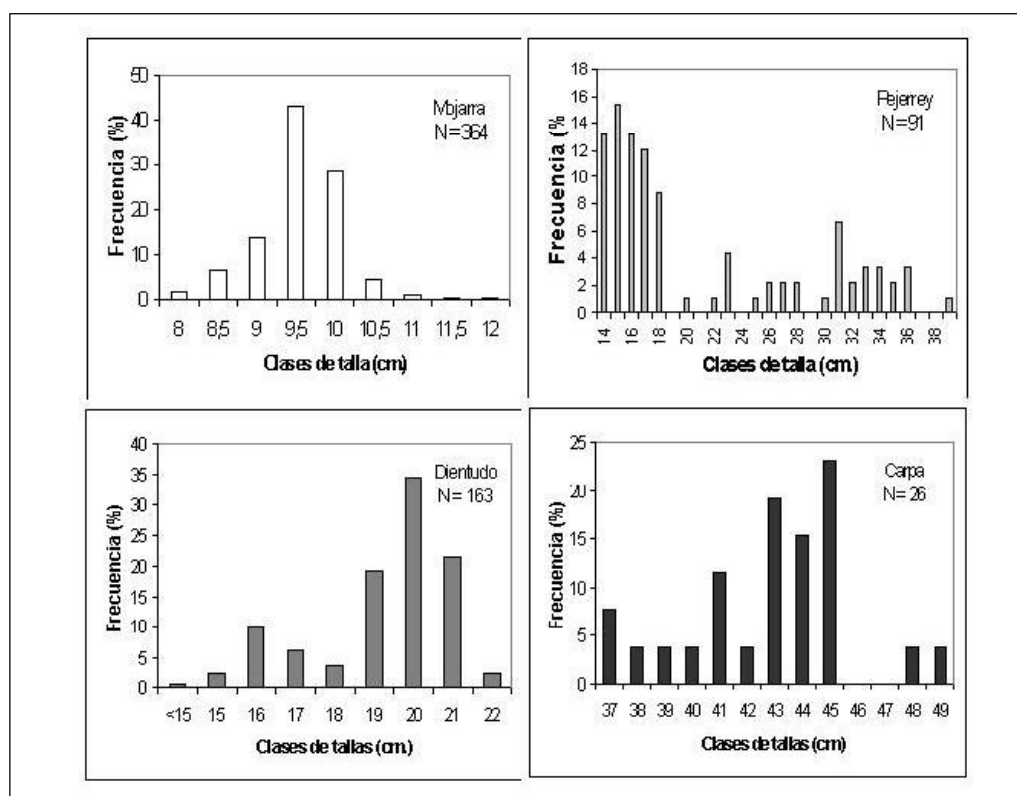 Mojarra
N=364
Frecuencia (%)
50
40
30
20
10
0
8 8,5 9 9,5 10 10,5 11 11,5 12
Clases de talla (cm)
Pejerrey
N=91
Frecuencia (%
18
16
14
12
10
8
6
4
2
0
14 16 18 20 22 24 26 28 30 32 34 36 38
Clases de talla (cm.)
Dientudo
N= 163
Frecuencia (%)
40
35
30
25
20
15
10
5
0
<15 15 16 17 18 19 20 21 22
Clases de tallas (cm.)
Carpa
N= 26
Frecuencia (%)
25
20
15
10
5
0
37 38 39 40 41 42 43 44 45 46 47 48 49
Clases de tallas (cm)